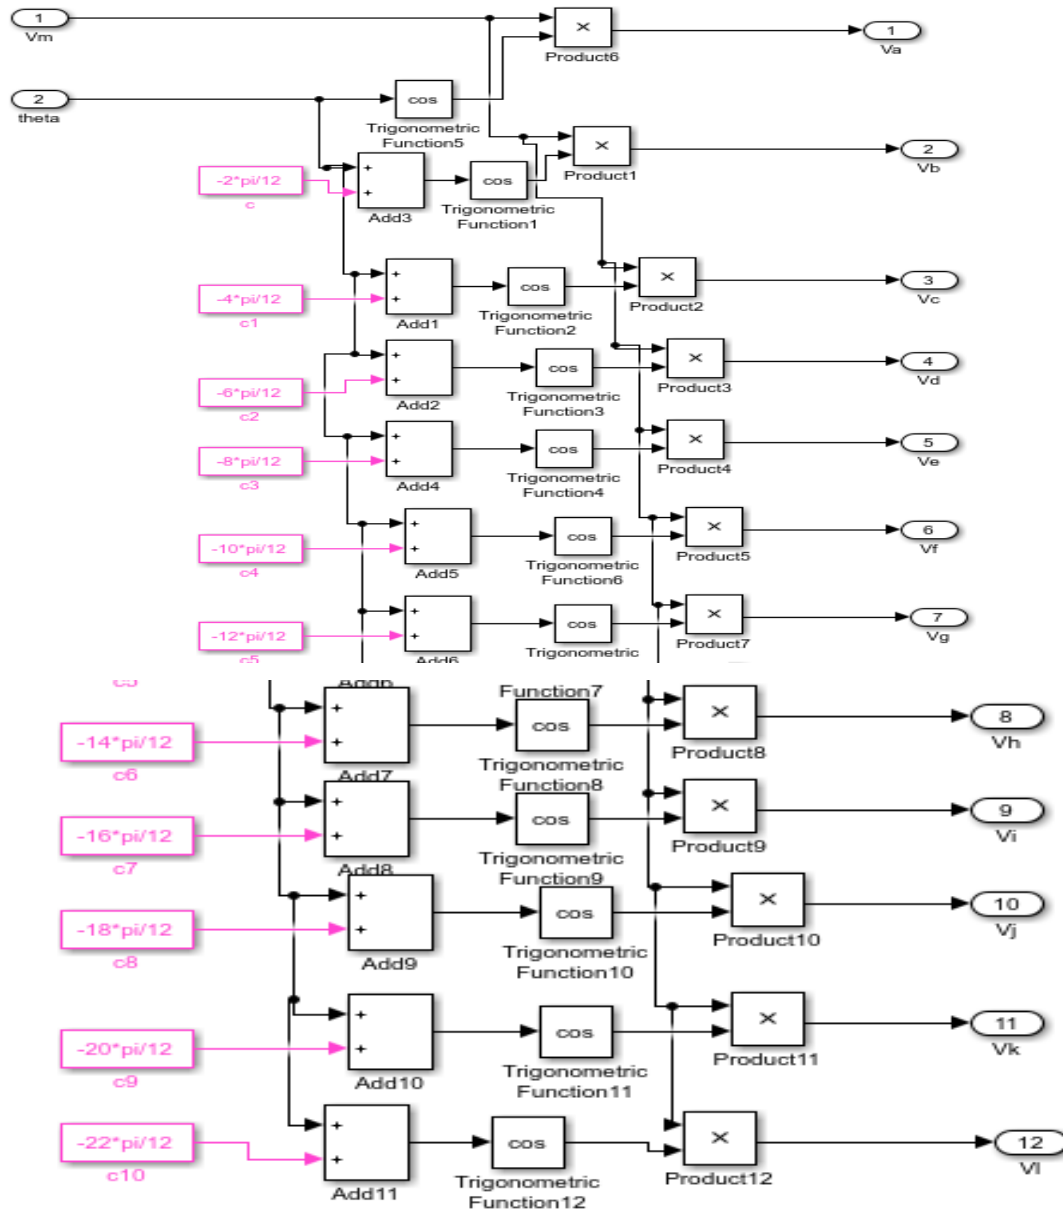 1
Vm
×
Product6
1
Va
2
theta
cos
Trigonometric
Function5
×
Product1
2
Vb
-2*pi/12
c
+
+
Add3
cos
Trigonometric
Function1
-4*pi/12
c1
+
+
Add1
cos
Trigonometric
Function2
×
Product2
3
Vc
-6*pi/12
c2
+
+
Add2
cos
Trigonometric
Function3
×
Product3
4
Vd
-8*pi/12
c3
+
+
Add4
cos
Trigonometric
Function4
×
Product4
5
Ve
-10*pi/12
c4
+
+
Add5
cos
Trigonometric
Function6
×
Product5
6
Vf
-12*pi/12
c5
+
+
Add6
cos
Trigonometric
×
Product7
7
Vg
c5
Add6
Function7
-14*pi/12
c6
+
+
Add7
cos
Trigonometric
Function8
×
Product8
8
Vh
-16*pi/12
c7
+
+
Add8
cos
Trigonometric
Function9
×
Product9
9
Vi
-18*pi/12
c8
+
+
Add9
cos
Trigonometric
Function10
×
Product10
10
Vj
-20*pi/12
c9
+
+
Add10
cos
Trigonometric
Function11
×
Product11
11
Vk
-22*pi/12
c10
+
+
Add11
cos
Trigonometric
Function12
×
Product12
12
Vl